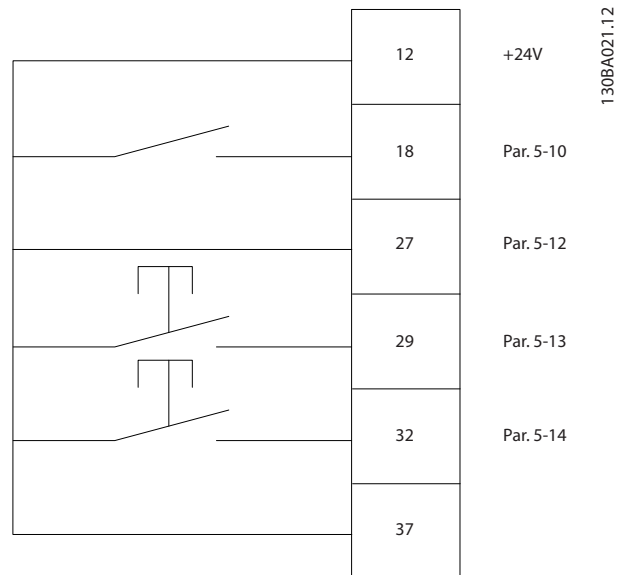 12 +24V
18 Par. 5-10
27 Par. 5-12
29 Par. 5-13
32 Par. 5-14
37
130BA021.12